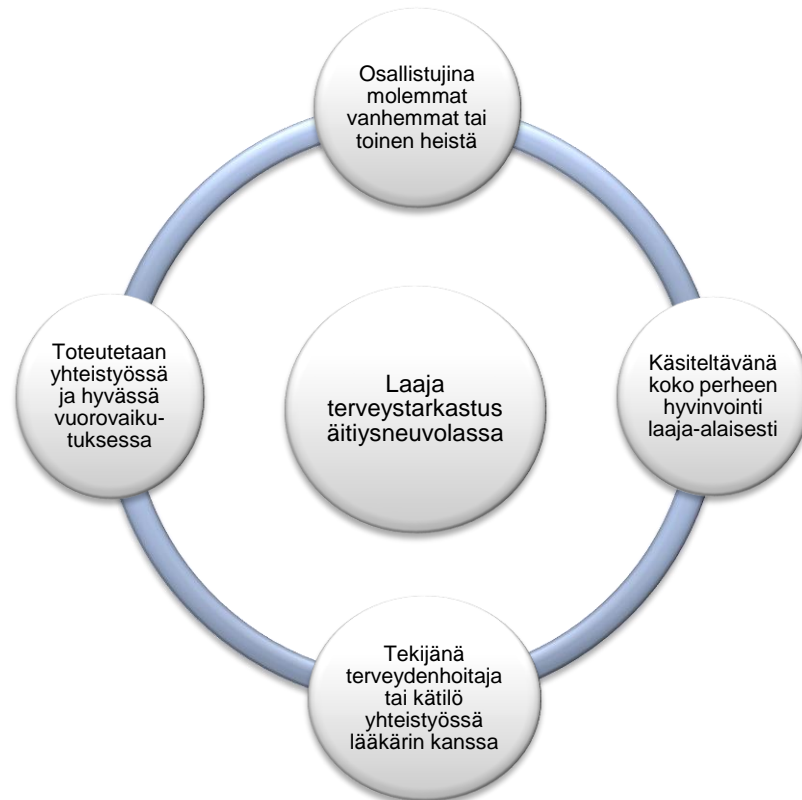 Osallistujina
molemmat
vanhemmat tai
toinen heistä
Toteutetaan
yhteistyössä
ja hyvässä
vuorovaiku-
tuksessa
Laaja
terveystarkastus
äitiysneuvolassa
Käsiteltävänä
koko perheen
hyvinvointi
laaja-alaisesti
Tekijänä
terveydenhoitaja
tai kätilö
yhteistyössä
lääkärin kanssa